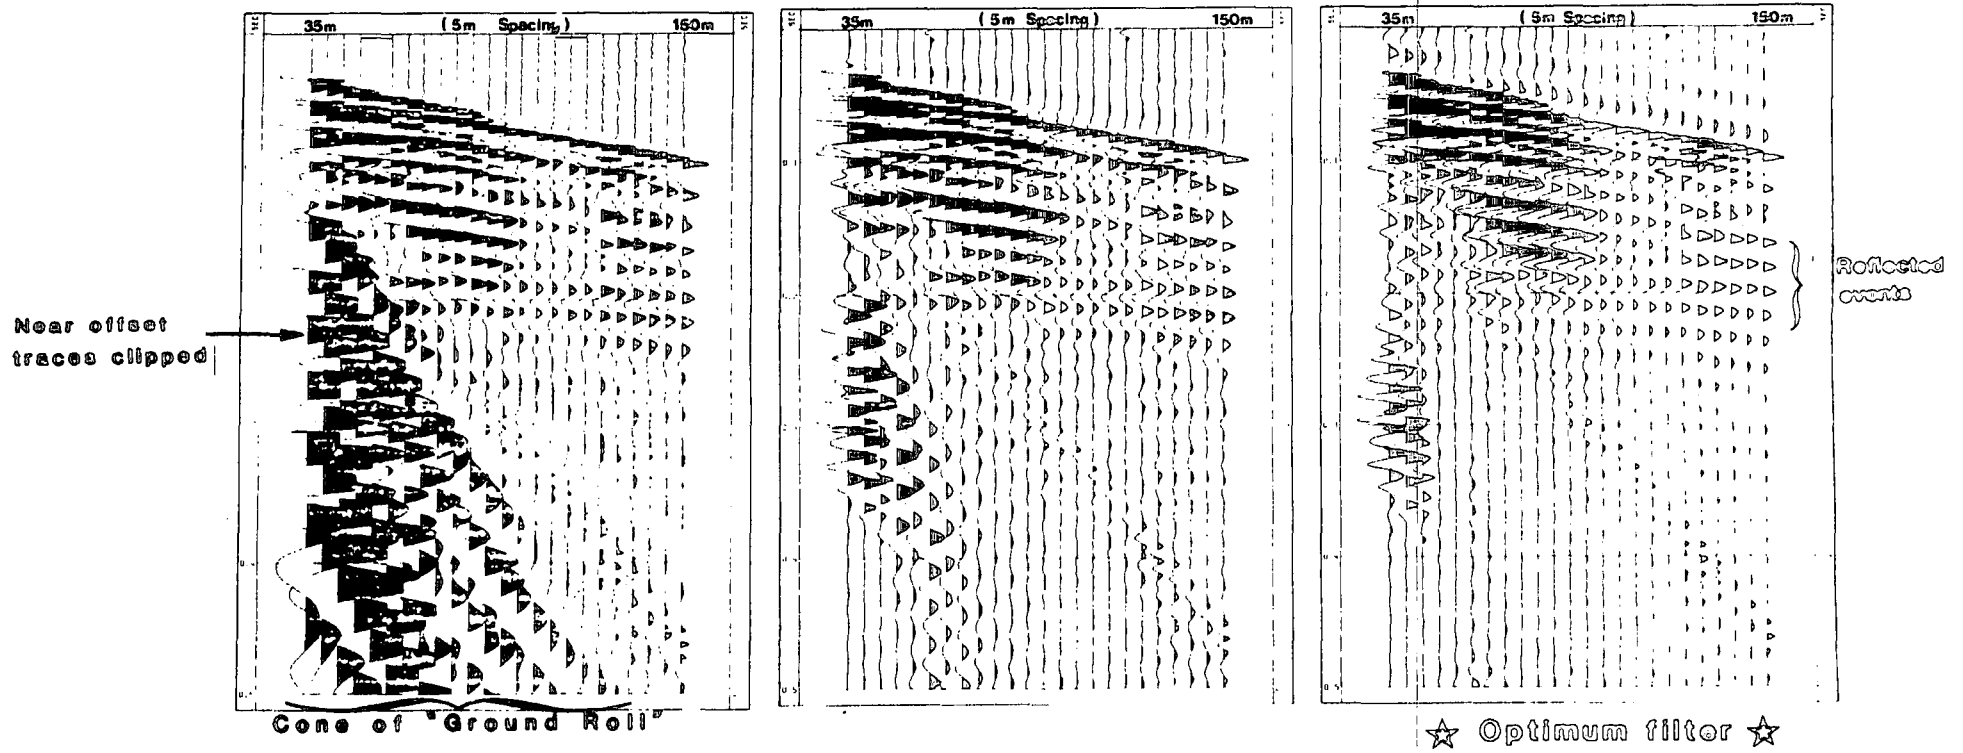 35m (5m Spacing) 150m
35m (5m Spacing) 150m
35m (5m Spacing) 150m
Near offset
traces clipped
Reflected
events
Cone of "Ground Roll"
☆ Optimum filter ☆